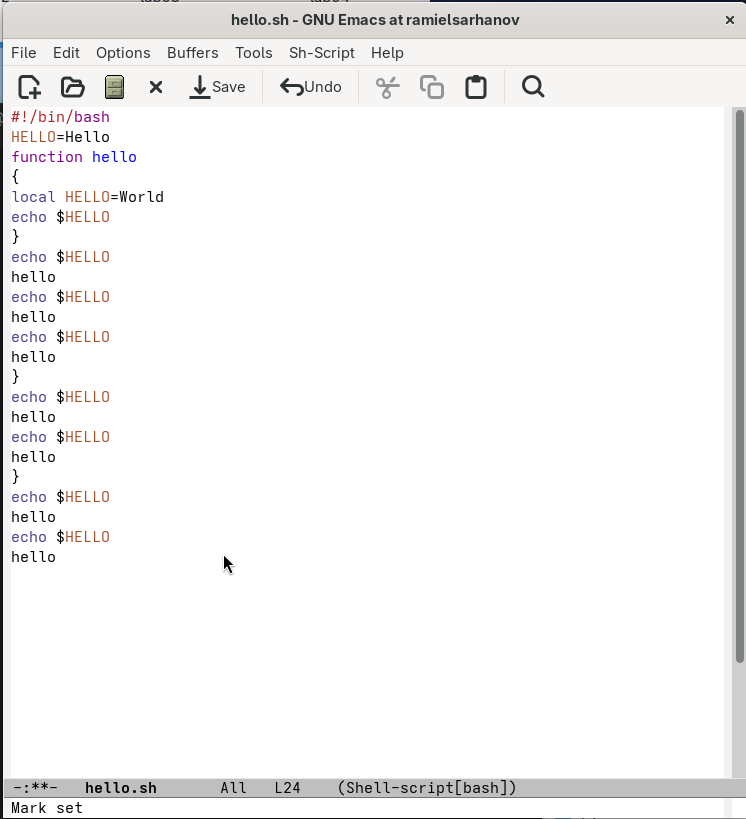 hello.sh - GNU Emacs at ramielsarhanov
File Edit Options Buffers Tools Sh-Script Help
Save Undo
#!/bin/bash
HELLO=Hello
function hello
{
local HELLO=World
echo $HELLO
}
echo $HELLO
hello
echo $HELLO
hello
echo $HELLO
hello
}
echo $HELLO
hello
echo $HELLO
hello
}
echo $HELLO
hello
echo $HELLO
hello
-:**- hello.sh All L24 (Shell-script[bash])
Mark set